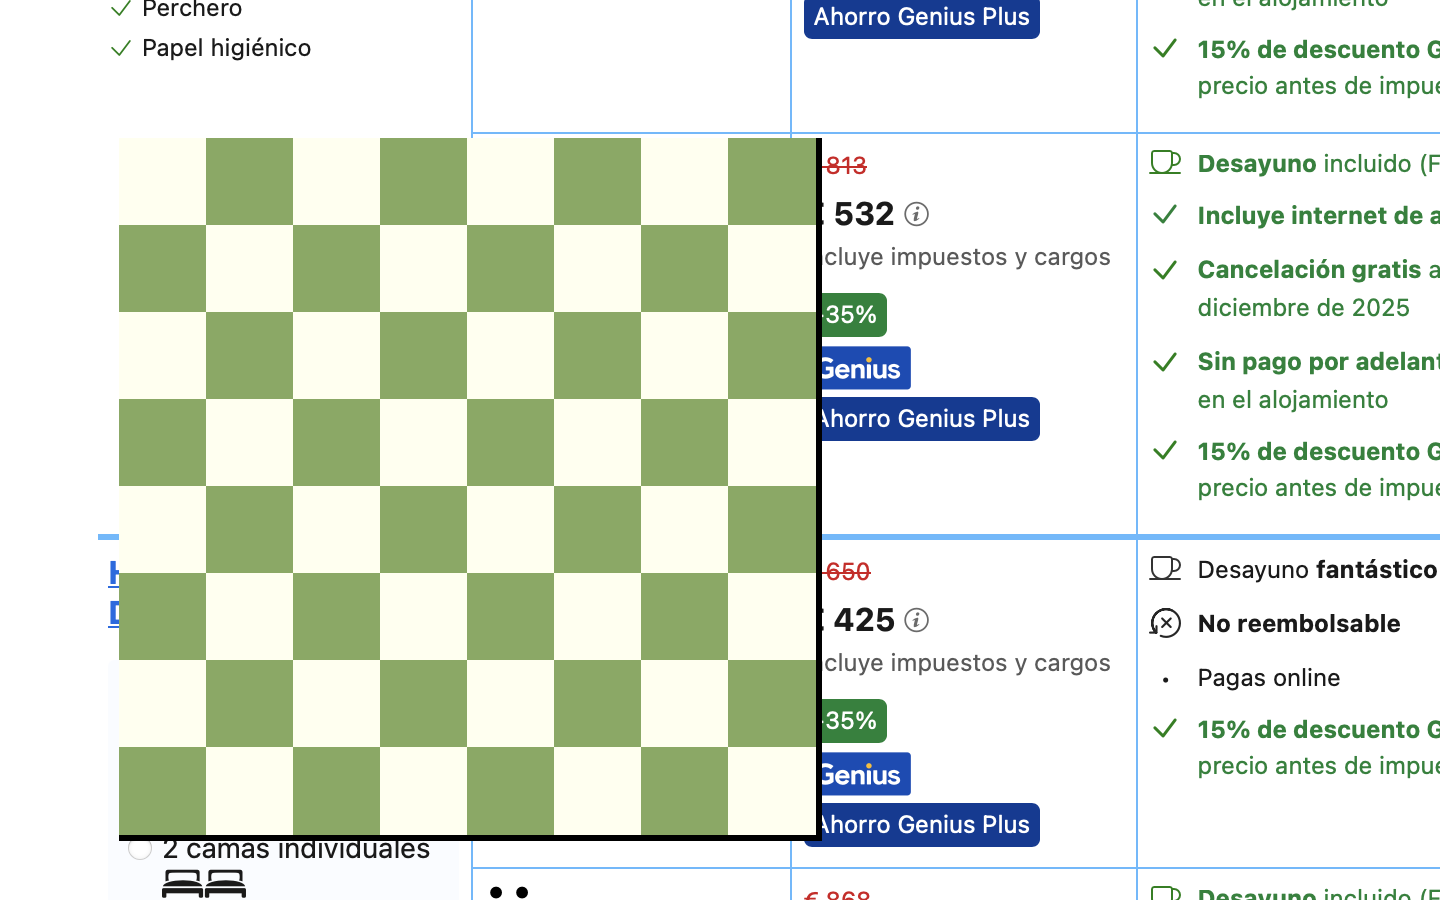 Perchero
Papel higiénico
Ahorro Genius Plus
en el alojamiento
15% de descuento G
precio antes de impue
813
€ 532
cluye impuestos y cargos
-35%
Genius
Ahorro Genius Plus
Desayuno incluido (F
Incluye internet de a
Cancelación gratis a
diciembre de 2025
Sin pago por adelant
en el alojamiento
15% de descuento G
precio antes de impue
H
D
2 camas individuales
650
€ 425
cluye impuestos y cargos
-35%
Genius
Ahorro Genius Plus
Desayuno fantástico
No reembolsable
Pagas online
15% de descuento G
precio antes de impue
€ 868
Desayuno incluido (F